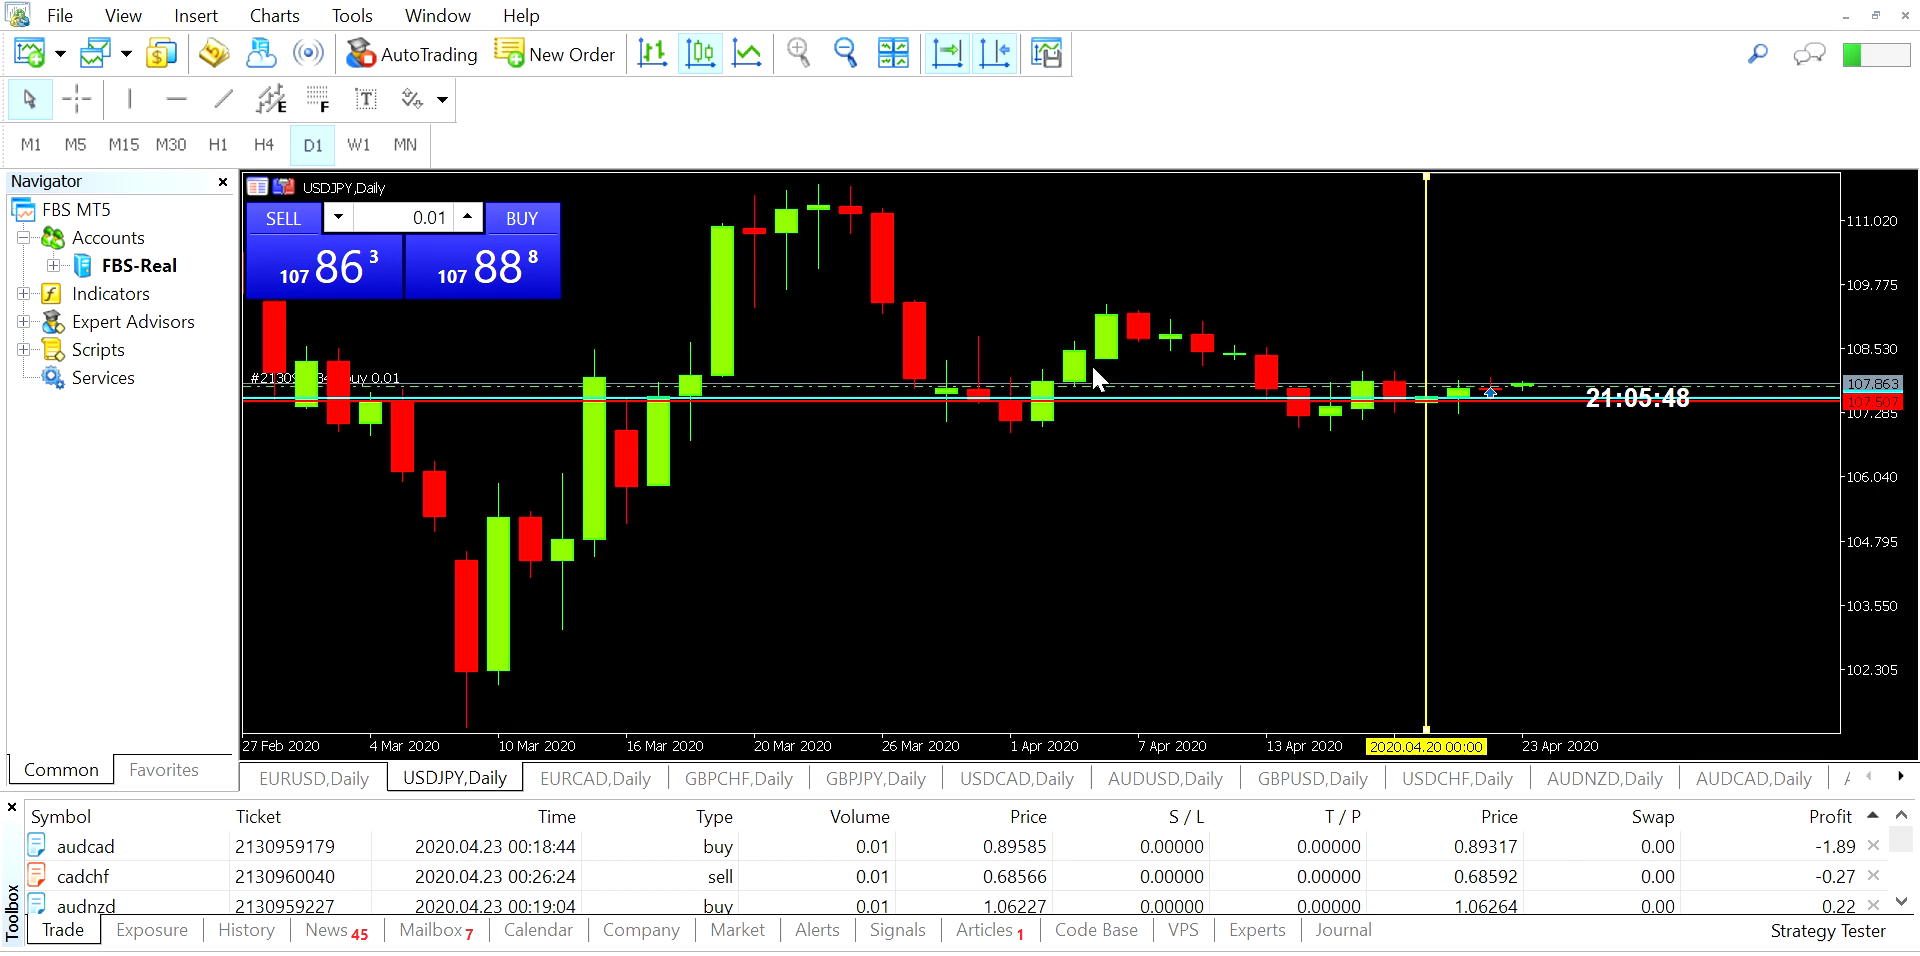 File View Insert Charts Tools Window Help
AutoTrading New Order
E F T
M1 M5 M15 M30 H1 H4 D1 W1 MN
Navigator
FBS MT5
Accounts
FBS-Real
Indicators
Expert Advisors
Scripts
Services
Common Favorites
USDJPY,Daily
SELL 0.01 BUY
107 86 3 107 88 8
buy 0.01
21:05:48
111.020
109.775
108.530
107.863
107.507
107.285
106.040
104.795
103.550
102.305
27 Feb 2020 4 Mar 2020 10 Mar 2020 16 Mar 2020 20 Mar 2020 26 Mar 2020 1 Apr 2020 7 Apr 2020 13 Apr 2020 2020.04.20 00:00 23 Apr 2020
EURUSD,Daily USDJPY,Daily EURCAD,Daily GBPCHF,Daily GBPJPY,Daily USDCAD,Daily AUDUSD,Daily GBPUSD,Daily USDCHF,Daily AUDNZD,Daily AUDCAD,Daily
Symbol Ticket Time Type Volume Price S / L T / P Price Swap Profit
audcad 2130959179 2020.04.23 00:18:44 buy 0.01 0.89585 0.00000 0.00000 0.89317 0.00 -1.89
cadchf 2130960040 2020.04.23 00:26:24 sell 0.01 0.68566 0.00000 0.00000 0.68592 0.00 -0.27
audnzd 2130959227 2020.04.23 00:19:04 buy 0.01 1.06227 0.00000 0.00000 1.06264 0.00 0.22
Toolbox
Trade Exposure History News 45 Mailbox 7 Calendar Company Market Alerts Signals Articles 1 Code Base VPS Experts Journal Strategy Tester